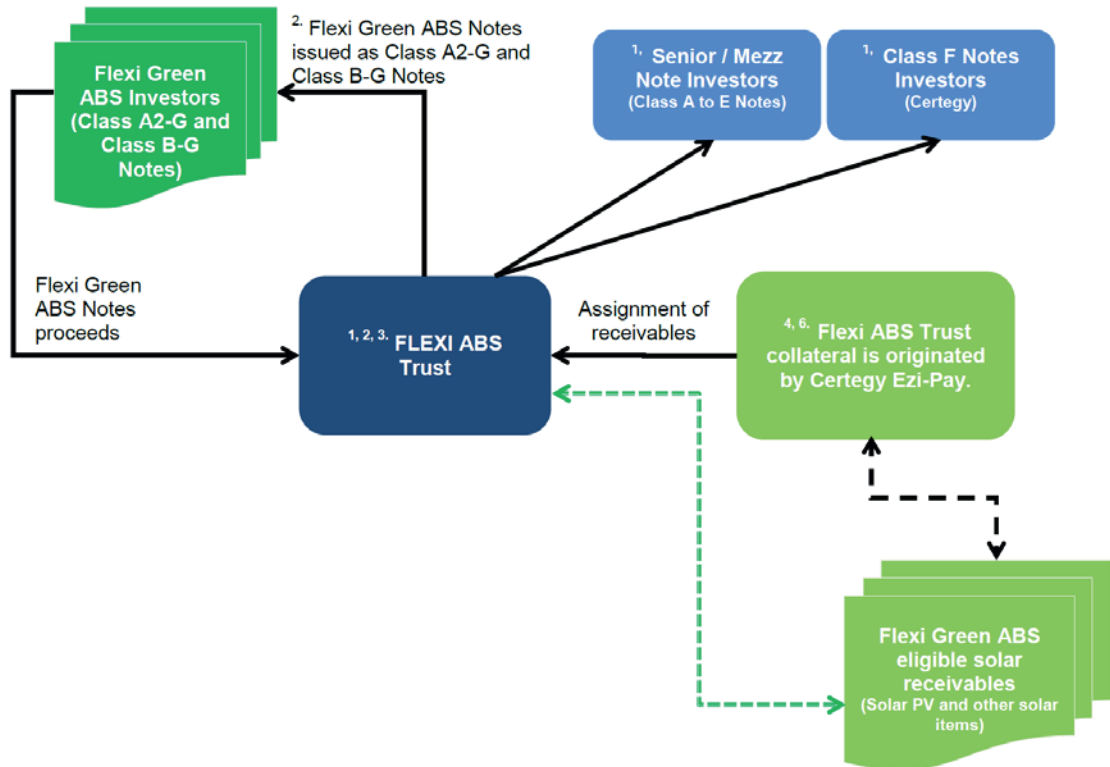 Flexi Green
ABS Investors
(Class A2-G and
Class B-G
Notes)
2. Flexi Green ABS Notes
issued as Class A2-G and
Class B-G Notes
1, Senior / Mezz
Note Investors
(Class A to E Notes)
1, Class F Notes
Investors
(Certegy)
Flexi Green
ABS Notes
proceeds
1, 2, 3. FLEXI ABS
Trust
Assignment of
receivables
4, 6. Flexi ABS Trust
collateral is originated
by Certegy Ezi-Pay.
Flexi Green ABS
eligible solar
receivables
(Solar PV and other solar
items)